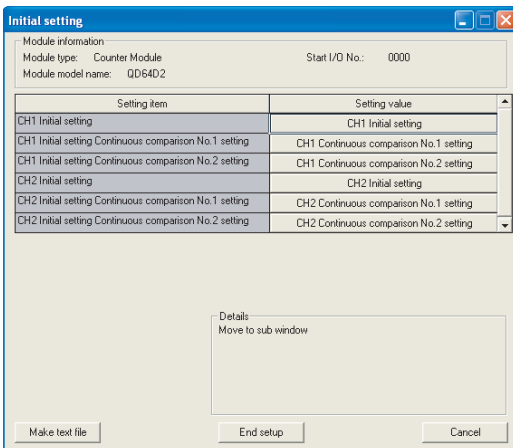 Initial setting
Module information
Module type: Counter Module Start I/O No.: 0000
Module model name: QD64D2
Setting item Setting value
CH1 Initial setting CH1 Initial setting
CH1 Initial setting Continuous comparison No.1 setting CH1 Continuous comparison No.1 setting
CH1 Initial setting Continuous comparison No.2 setting CH1 Continuous comparison No.2 setting
CH2 Initial setting CH2 Initial setting
CH2 Initial setting Continuous comparison No.1 setting CH2 Continuous comparison No.1 setting
CH2 Initial setting Continuous comparison No.2 setting CH2 Continuous comparison No.2 setting
Details
Move to sub window
Make text file End setup Cancel